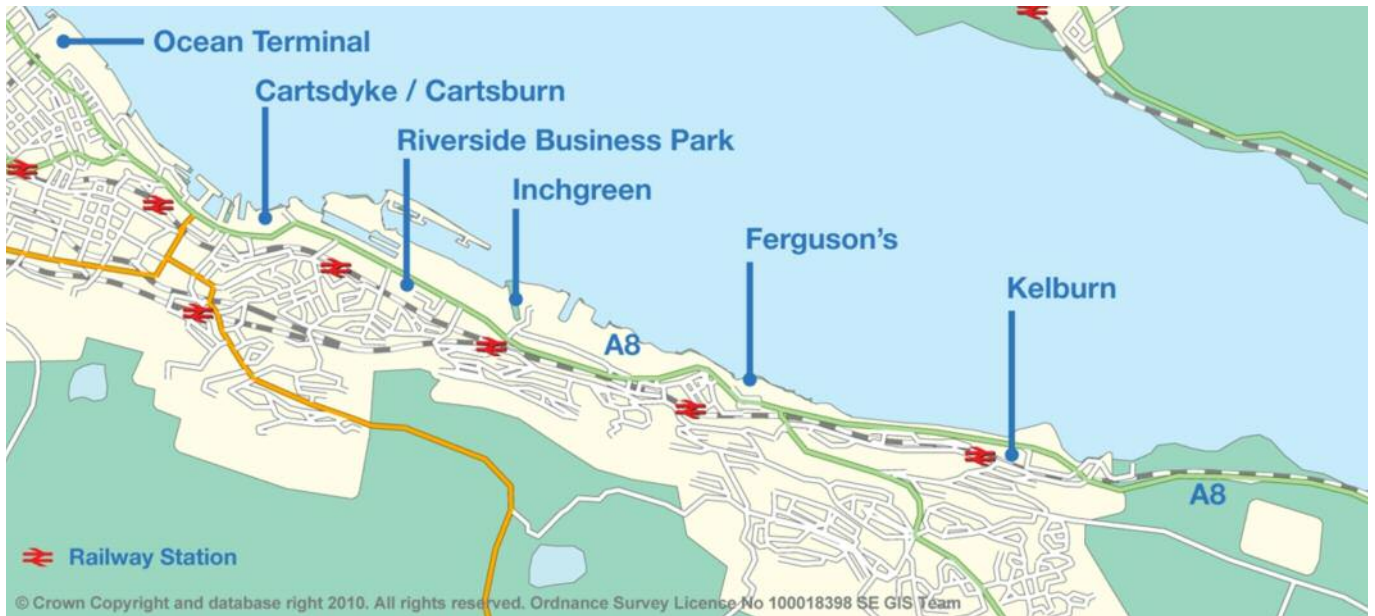 Ocean Terminal
Cartsdyke / Cartsburn
Riverside Business Park
Inchgreen
Ferguson's
Kelburn
A8
A8
Railway Station
© Crown Copyright and database right 2010. All rights reserved. Ordnance Survey Licence No 100018398 SE GIS Team